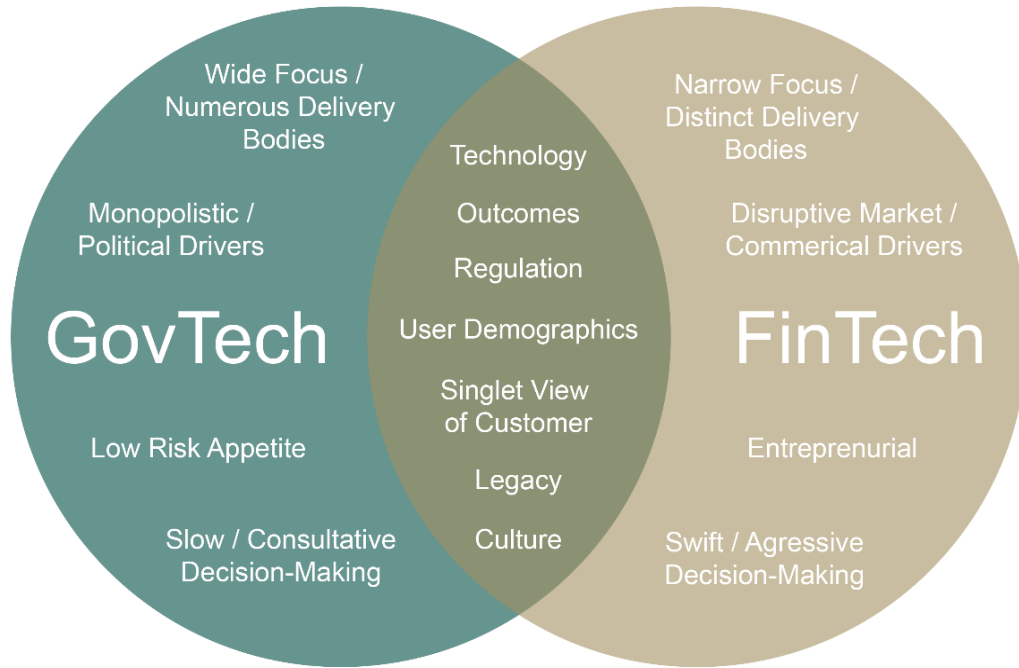 Wide Focus /
Numerous Delivery
Bodies
Monopolistic /
Political Drivers
GovTech
Low Risk Appetite
Slow / Consultative
Decision-Making
Technology
Outcomes
Regulation
User Demographics
Singlet View
of Customer
Legacy
Culture
Narrow Focus /
Distinct Delivery
Bodies
Disruptive Market /
Commerical Drivers
FinTech
Entreprenurial
Swift / Agressive
Decision-Making